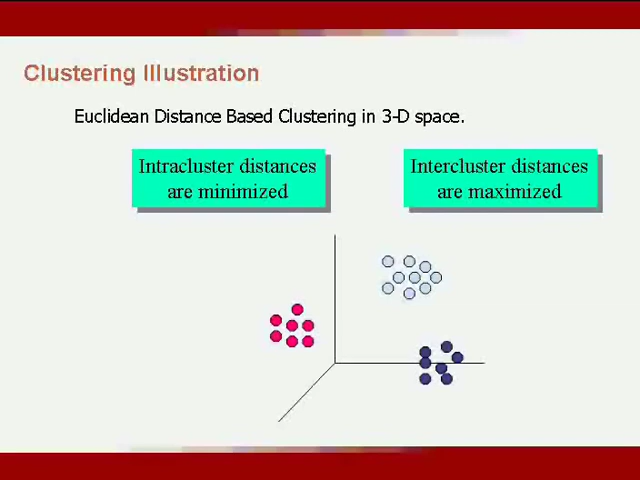 Clustering Illustration
Euclidean Distance Based Clustering in 3-D space.
Intracluster distances
are minimized
Intercluster distances
are maximized